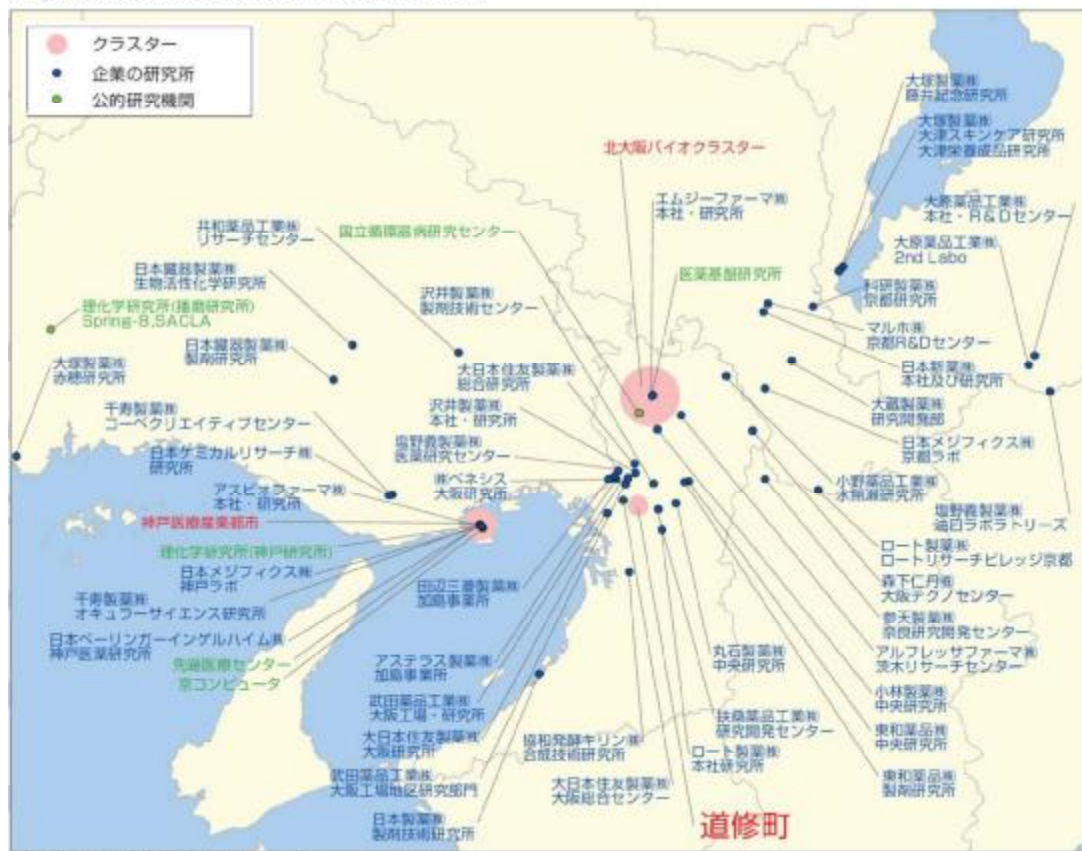 クラスター
企業の研究所
公的研究機関
大塚製薬㈱
藤井記念研究所
大塚製薬㈱
大津スキンケア研究所
大津栄養成品研究所
北大阪バイオクラスター
エムジーファーマ㈱
本社・研究所
大原薬品工業㈱
本社・R&Dセンター
共和薬品工業㈱
リサーチセンター
国立循環器病研究センター
大原薬品工業㈱
2nd Labo
日本臓器製薬㈱
生物活性化学研究所
医薬基盤研究所
科研製薬㈱
京都研究所
沢井製薬㈱
製剤技術センター
理化学研究所(播磨研究所)
Spring-8,SACLA
マルホ㈱
京都R&Dセンター
日本臓器製薬㈱
製剤研究所
大塚製薬㈱
赤穂研究所
大日本住友製薬㈱
総合研究所
日本新薬㈱
本社及び研究所
千寿製薬㈱
コーベクリエイティブセンター
沢井製薬㈱
本社・研究所
大蔵製薬㈱
研究開発部
日本ケミカルリサーチ㈱
研究所
塩野義製薬㈱
医薬研究センター
日本メジフィクス㈱
京都ラボ
アスビオファーマ㈱
本社・研究所
㈱ベネシス
大阪研究所
小野薬品工業㈱
水無瀬研究所
神戸医療産業都市
塩野義製薬㈱
油日ラボラトリーズ
理化学研究所(神戸研究所)
ロート製薬㈱
ロートリサーチビレッジ京都
日本メジフィクス㈱
神戸ラボ
田辺三菱製薬㈱
加島事業所
森下仁丹㈱
大阪テクノセンター
千寿製薬㈱
オキュラーサイエンス研究所
参天製薬㈱
奈良研究開発センター
日本ベーリンガーインゲルハイム㈱
神戸医薬研究所
アステラス製薬㈱
加島事業所
丸石製薬㈱
中央研究所
アルフレッサファーマ㈱
茨木リサーチセンター
先端医療センター
京コンピュータ
小林製薬㈱
中央研究所
武田薬品工業㈱
大阪工場・研究所
扶桑薬品工業㈱
研究開発センター
東和薬品㈱
中央研究所
大日本住友製薬㈱
大阪研究所
協和発酵キリン㈱
合成技術研究所
ロート製薬㈱
本社研究所
武田薬品工業㈱
大阪工場地区研究部門
大日本住友製薬㈱
大阪総合センター
東和薬品㈱
製剤研究所
日本製薬㈱
製剤技術研究所
道修町